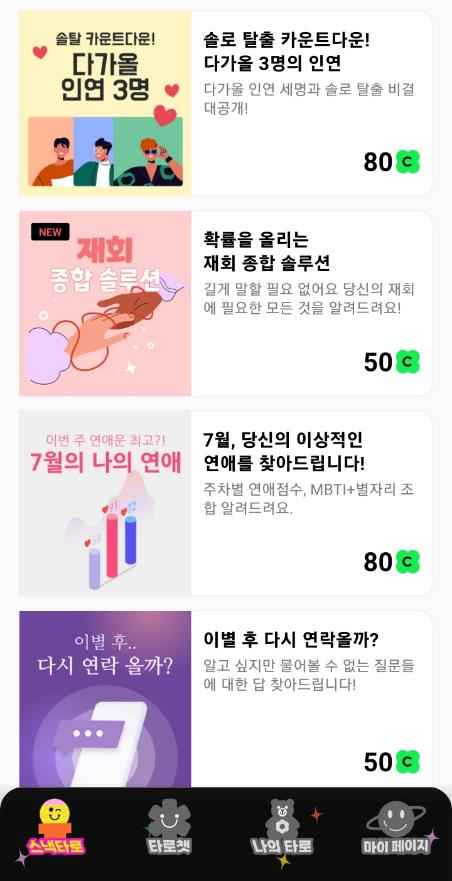 솔탈 카운트다운!
다가올
인연 3명
솔로 탈출 카운트다운!
다가올 3명의 인연
다가올 인연 세명과 솔로 탈출 비결
대공개!
80 C
NEW
재회
종합 솔루션
확률을 올리는
재회 종합 솔루션
길게 말할 필요 없어요 당신의 재회
에 필요한 모든 것을 알려드려요!
50 C
이번 주 연애운 최고?!
7월의 나의 연애
91
72
7월, 당신의 이상적인
연애를 찾아드립니다!
주차별 연애점수, MBTI+별자리 조
합 알려드려요.
80 C
이별 후..
다시 연락 올까?
이별 후 다시 연락올까?
알고 싶지만 물어볼 수 없는 질문들
에 대한 답 찾아드립니다!
50 C
스낵타로
타로챗
나의 타로
마이 페이지